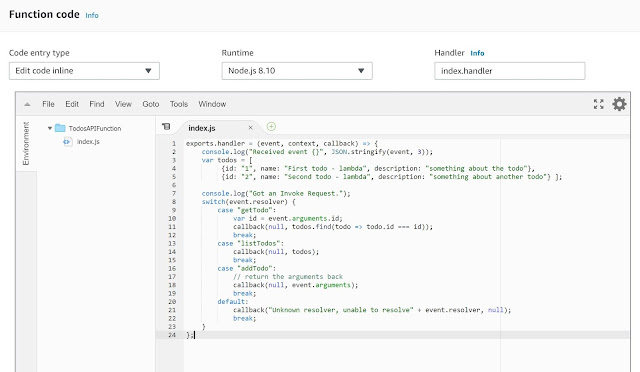 Function code Info
Code entry type Runtime Handler Info
Edit code inline Node.js 8.10 index.handler
File Edit Find View Goto Tools Window
Environment
TodosAPIFunction
index.js
index.js ×
1 exports.handler = (event, context, callback) => {
2 console.log("Received event {}", JSON.stringify(event, 3));
3 var todos = [
4 {id: "1", name: "First todo - lambda", description: "something about the todo"},
5 {id: "2", name: "Second todo - lambda", description: "something about another todo"} ];
6
7 console.log("Got an Invoke Request.");
8 switch(event.resolver) {
9 case "getTodo":
10 var id = event.arguments.id;
11 callback(null, todos.find(todo => todo.id === id));
12 break;
13 case "listTodos":
14 callback(null, todos);
15 break;
16 case "addTodo":
17 // return the arguments back
18 callback(null, event.arguments);
19 break;
20 default:
21 callback("Unknown resolver, unable to resolve" + event.resolver, null);
22 break;
23 }
24 };